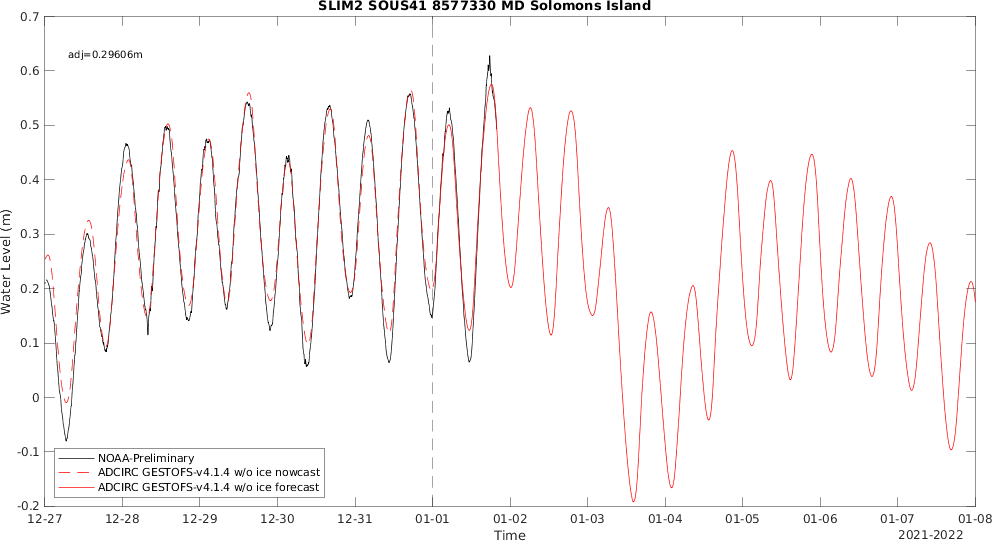 SLIM2 SOUS41 8577330 MD Solomons Island
adj=0.29606m
0.7
0.6
0.5
0.4
0.3
0.2
0.1
0
-0.1
-0.2
Water Level (m)
NOAA-Preliminary
ADCIRC GESTOFS-v4.1.4 w/o ice nowcast
ADCIRC GESTOFS-v4.1.4 w/o ice forecast
12-27 12-28 12-29 12-30 12-31 01-01 01-02 01-03 01-04 01-05 01-06 01-07 01-08
Time
2021-2022